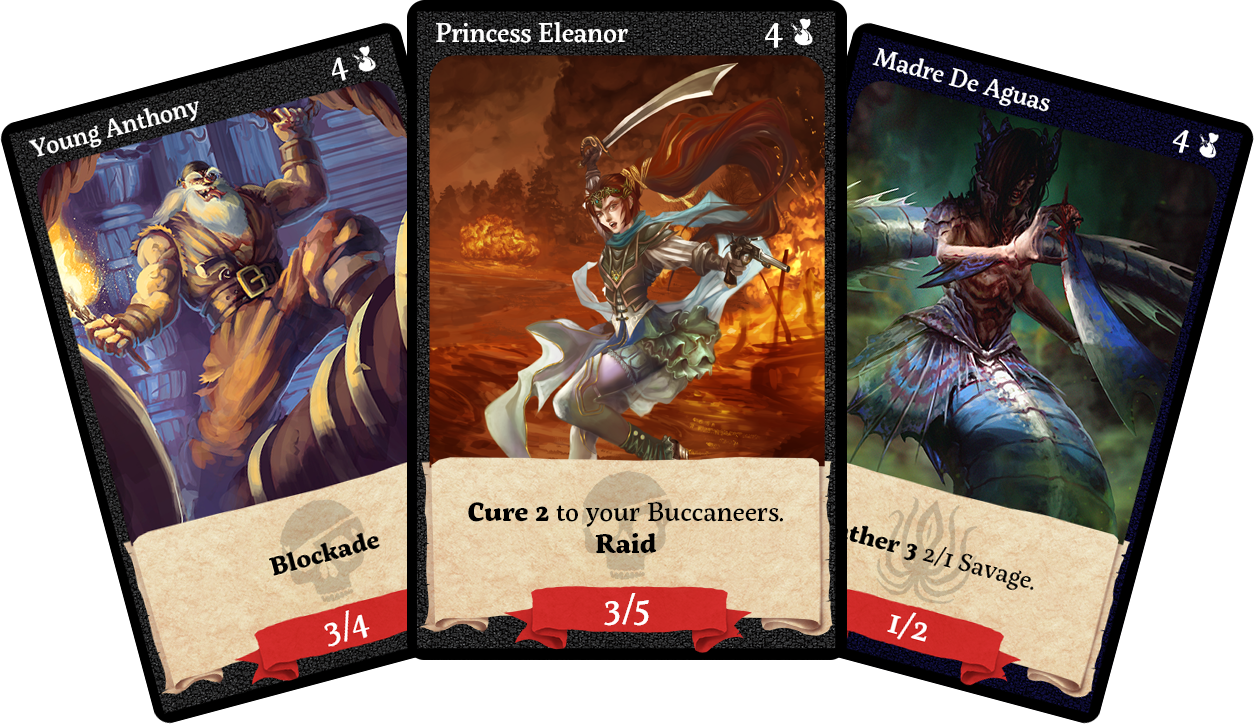 Young Anthony
4
Blockade
3/4
Princess Eleanor
4
Cure 2 to your Buccaneers.
Raid
3/5
Madre De Aguas
4
3 2/1 Savage.
1/2